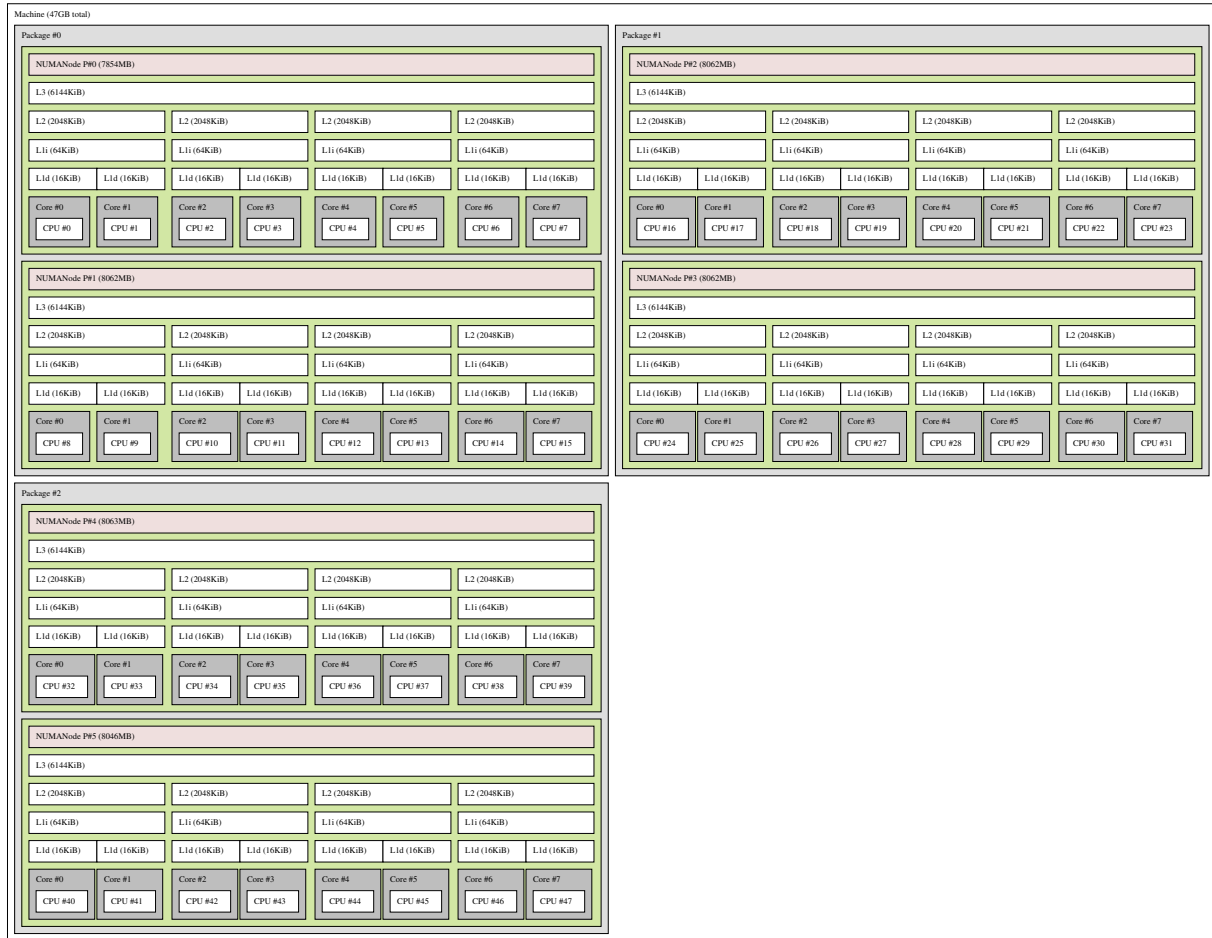 Machine (47GB total)
Package #0
NUMANode P#0 (7854MB)
L3 (6144KiB)
L2 (2048KiB) L2 (2048KiB) L2 (2048KiB) L2 (2048KiB)
L1i (64KiB) L1i (64KiB) L1i (64KiB) L1i (64KiB)
L1d (16KiB) L1d (16KiB) L1d (16KiB) L1d (16KiB) L1d (16KiB) L1d (16KiB) L1d (16KiB) L1d (16KiB)
Core #0 Core #1 Core #2 Core #3 Core #4 Core #5 Core #6 Core #7
CPU #0 CPU #1 CPU #2 CPU #3 CPU #4 CPU #5 CPU #6 CPU #7
NUMANode P#1 (8062MB)
L3 (6144KiB)
L2 (2048KiB) L2 (2048KiB) L2 (2048KiB) L2 (2048KiB)
L1i (64KiB) L1i (64KiB) L1i (64KiB) L1i (64KiB)
L1d (16KiB) L1d (16KiB) L1d (16KiB) L1d (16KiB) L1d (16KiB) L1d (16KiB) L1d (16KiB) L1d (16KiB)
Core #0 Core #1 Core #2 Core #3 Core #4 Core #5 Core #6 Core #7
CPU #8 CPU #9 CPU #10 CPU #11 CPU #12 CPU #13 CPU #14 CPU #15
Package #1
NUMANode P#2 (8062MB)
L3 (6144KiB)
L2 (2048KiB) L2 (2048KiB) L2 (2048KiB) L2 (2048KiB)
L1i (64KiB) L1i (64KiB) L1i (64KiB) L1i (64KiB)
L1d (16KiB) L1d (16KiB) L1d (16KiB) L1d (16KiB) L1d (16KiB) L1d (16KiB) L1d (16KiB) L1d (16KiB)
Core #0 Core #1 Core #2 Core #3 Core #4 Core #5 Core #6 Core #7
CPU #16 CPU #17 CPU #18 CPU #19 CPU #20 CPU #21 CPU #22 CPU #23
NUMANode P#3 (8062MB)
L3 (6144KiB)
L2 (2048KiB) L2 (2048KiB) L2 (2048KiB) L2 (2048KiB)
L1i (64KiB) L1i (64KiB) L1i (64KiB) L1i (64KiB)
L1d (16KiB) L1d (16KiB) L1d (16KiB) L1d (16KiB) L1d (16KiB) L1d (16KiB) L1d (16KiB) L1d (16KiB)
Core #0 Core #1 Core #2 Core #3 Core #4 Core #5 Core #6 Core #7
CPU #24 CPU #25 CPU #26 CPU #27 CPU #28 CPU #29 CPU #30 CPU #31
Package #2
NUMANode P#4 (8063MB)
L3 (6144KiB)
L2 (2048KiB) L2 (2048KiB) L2 (2048KiB) L2 (2048KiB)
L1i (64KiB) L1i (64KiB) L1i (64KiB) L1i (64KiB)
L1d (16KiB) L1d (16KiB) L1d (16KiB) L1d (16KiB) L1d (16KiB) L1d (16KiB) L1d (16KiB) L1d (16KiB)
Core #0 Core #1 Core #2 Core #3 Core #4 Core #5 Core #6 Core #7
CPU #32 CPU #33 CPU #34 CPU #35 CPU #36 CPU #37 CPU #38 CPU #39
NUMANode P#5 (8046MB)
L3 (6144KiB)
L2 (2048KiB) L2 (2048KiB) L2 (2048KiB) L2 (2048KiB)
L1i (64KiB) L1i (64KiB) L1i (64KiB) L1i (64KiB)
L1d (16KiB) L1d (16KiB) L1d (16KiB) L1d (16KiB) L1d (16KiB) L1d (16KiB) L1d (16KiB) L1d (16KiB)
Core #0 Core #1 Core #2 Core #3 Core #4 Core #5 Core #6 Core #7
CPU #40 CPU #41 CPU #42 CPU #43 CPU #44 CPU #45 CPU #46 CPU #47